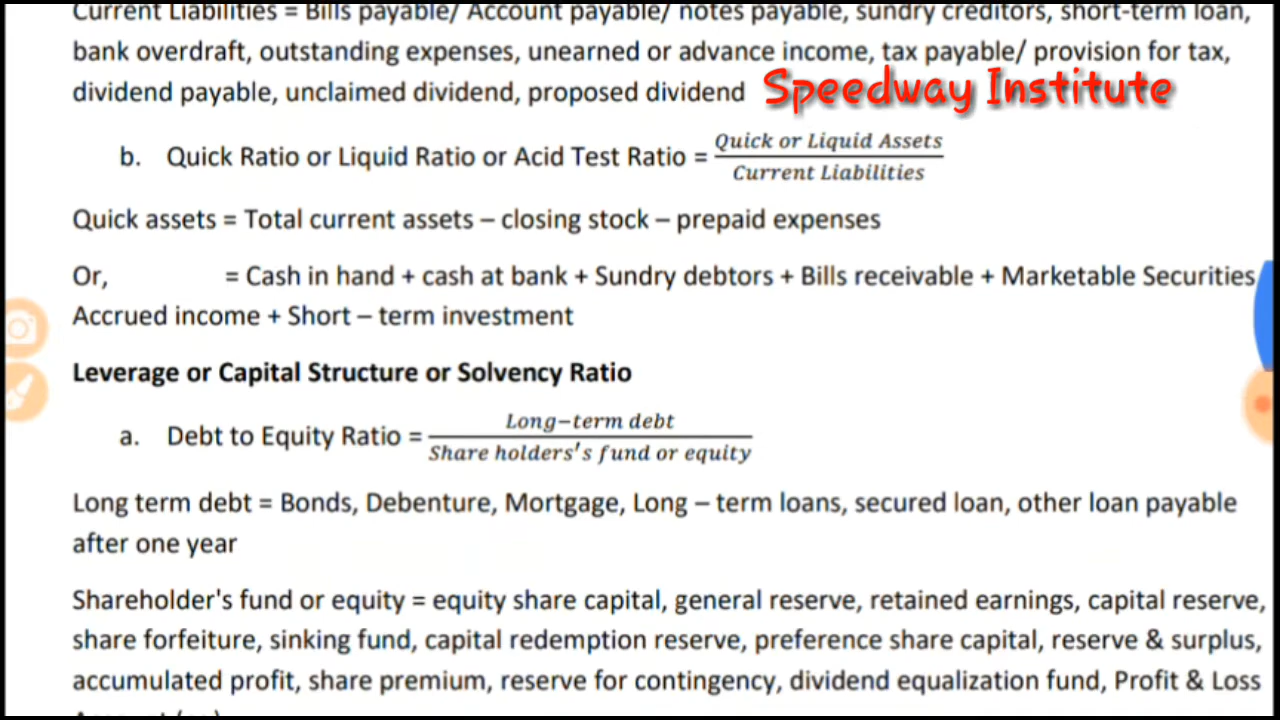 Current Liabilities = Bills payable/ Account payable/ notes payable, sundry creditors, short-term loan,
bank overdraft, outstanding expenses, unearned or advance income, tax payable/ provision for tax,
dividend payable, unclaimed dividend, proposed dividend Speedway Institute
b. Quick Ratio or Liquid Ratio or Acid Test Ratio = Quick or Liquid Assets
Current Liabilities
Quick assets = Total current assets – closing stock – prepaid expenses
Or, = Cash in hand + cash at bank + Sundry debtors + Bills receivable + Marketable Securities
Accrued income + Short – term investment
Leverage or Capital Structure or Solvency Ratio
a. Debt to Equity Ratio = Long–term debt
Share holders's fund or equity
Long term debt = Bonds, Debenture, Mortgage, Long – term loans, secured loan, other loan payable
after one year
Shareholder's fund or equity = equity share capital, general reserve, retained earnings, capital reserve,
share forfeiture, sinking fund, capital redemption reserve, preference share capital, reserve & surplus,
accumulated profit, share premium, reserve for contingency, dividend equalization fund, Profit & Loss